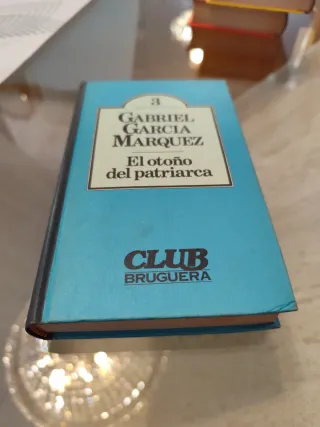 3
GABRIEL
GARCIA
MARQUEZ
El otoño
del patriarca
CLUB
BRUGUERA